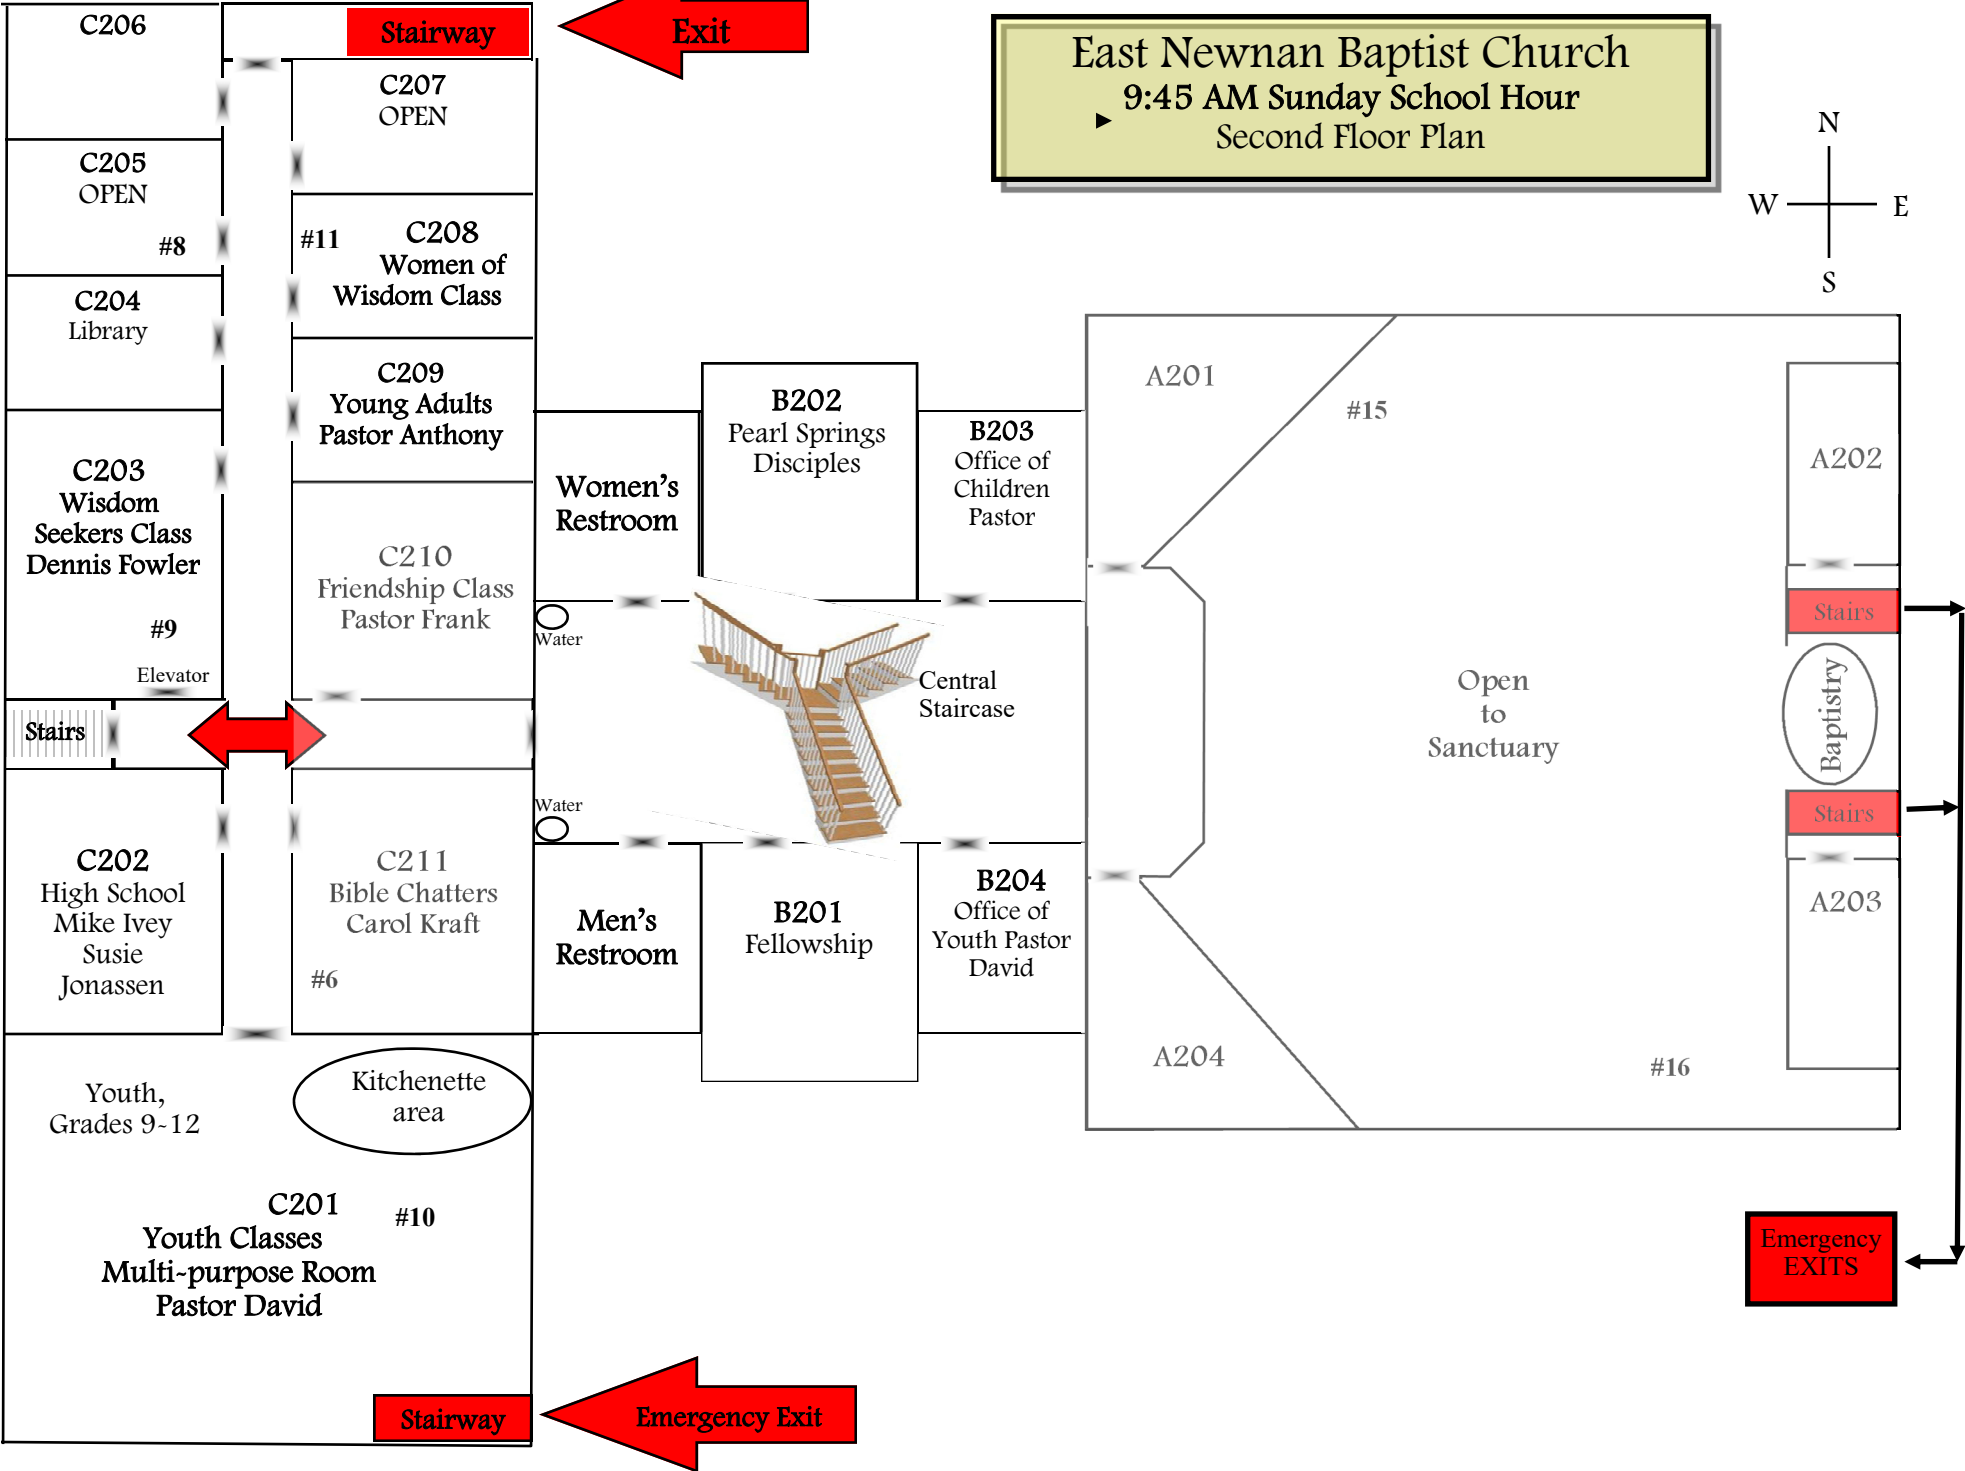 C206
Stairway
Exit
East Newnan Baptist Church
9:45 AM Sunday School Hour
Second Floor Plan
N
W
E
S
C207
OPEN
C205
OPEN
#8
#11
C208
Women of
Wisdom Class
C204
Library
C209
Young Adults
Pastor Anthony
C203
Wisdom
Seekers Class
Dennis Fowler
#9
Elevator
C210
Friendship Class
Pastor Frank
Women's
Restroom
B202
Pearl Springs
Disciples
B203
Office of
Children
Pastor
A201
#15
A202
Water
Central
Staircase
Stairs
Open
to
Sanctuary
Stairs
Baptistry
Stairs
Water
C202
High School
Mike Ivey
Susie
Jonassen
C211
Bible Chatters
Carol Kraft
#6
Men's
Restroom
B201
Fellowship
B204
Office of
Youth Pastor
David
A203
A204
#16
Youth,
Grades 9-12
Kitchenette
area
C201
#10
Youth Classes
Multi-purpose Room
Pastor David
Emergency
EXITS
Stairway
Emergency Exit